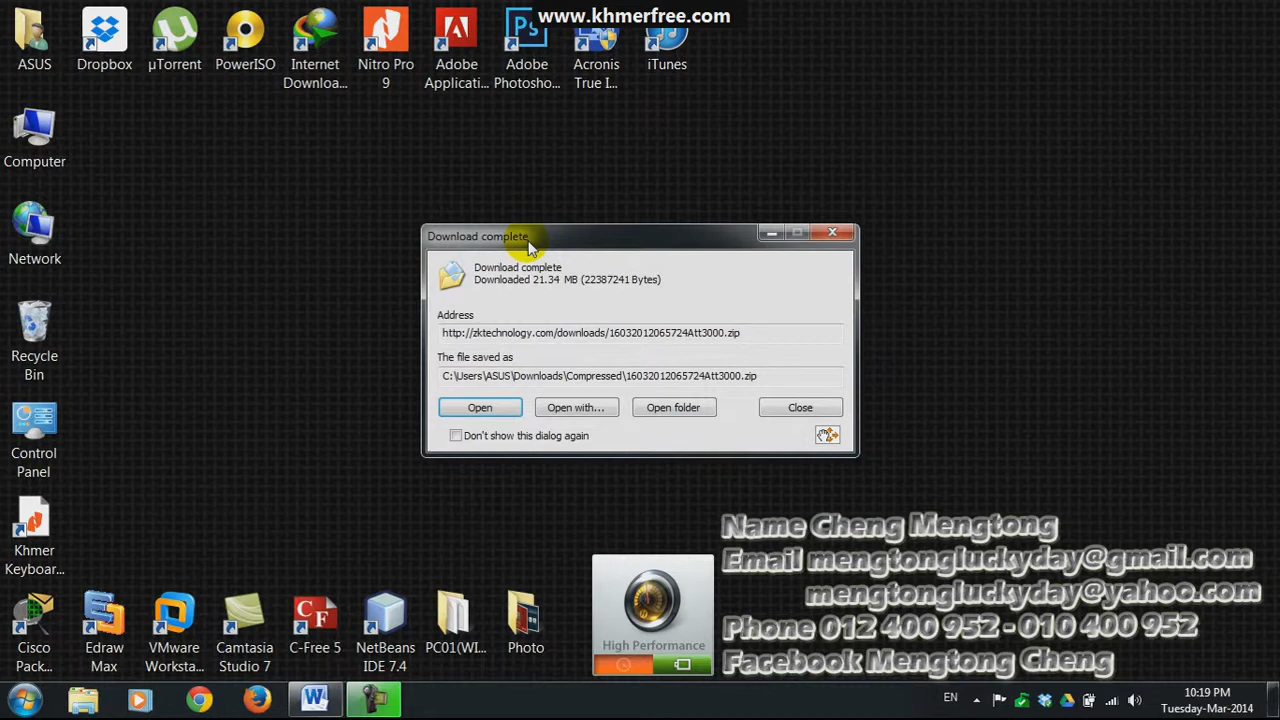 www.khmerfree.com
ASUS
Dropbox
µTorrent
PowerISO
Internet
Downloa...
Nitro Pro
9
Adobe
Applicati...
Adobe
Photosho...
Acronis
True I...
iTunes
Ps
Computer
Network
Recycle
Bin
Control
Panel
Khmer
Keyboar...
Download complete
Download complete
Downloaded 21.34 MB (22387241 Bytes)
Address
http://zktechnology.com/downloads/16032012065724Att3000.zip
The file saved as
C:\Users\ASUS\Downloads\Compressed\16032012065724Att3000.zip
Open
Open with...
Open folder
Close
Don't show this dialog again
Name Cheng Mengtong
Email mengtongluckyday@gmail.com
mengtongluckyday@yahoo.com
Phone 012 400 952 - 010 400 952
Facebook Mengtong Cheng
High Performance
Cisco
Pack...
Edraw
Max
VMware
Worksta...
Camtasia
Studio 7
CF
C-Free 5
NetBeans
IDE 7.4
PC01(WI...
Photo
EN
10:19 PM
Tuesday-Mar-2014